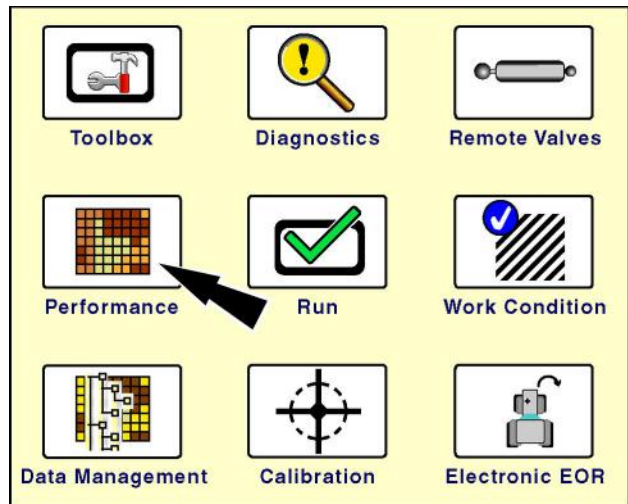 Toolbox
Diagnostics
Remote Valves
Performance
Run
Work Condition
Data Management
Calibration
Electronic EOR